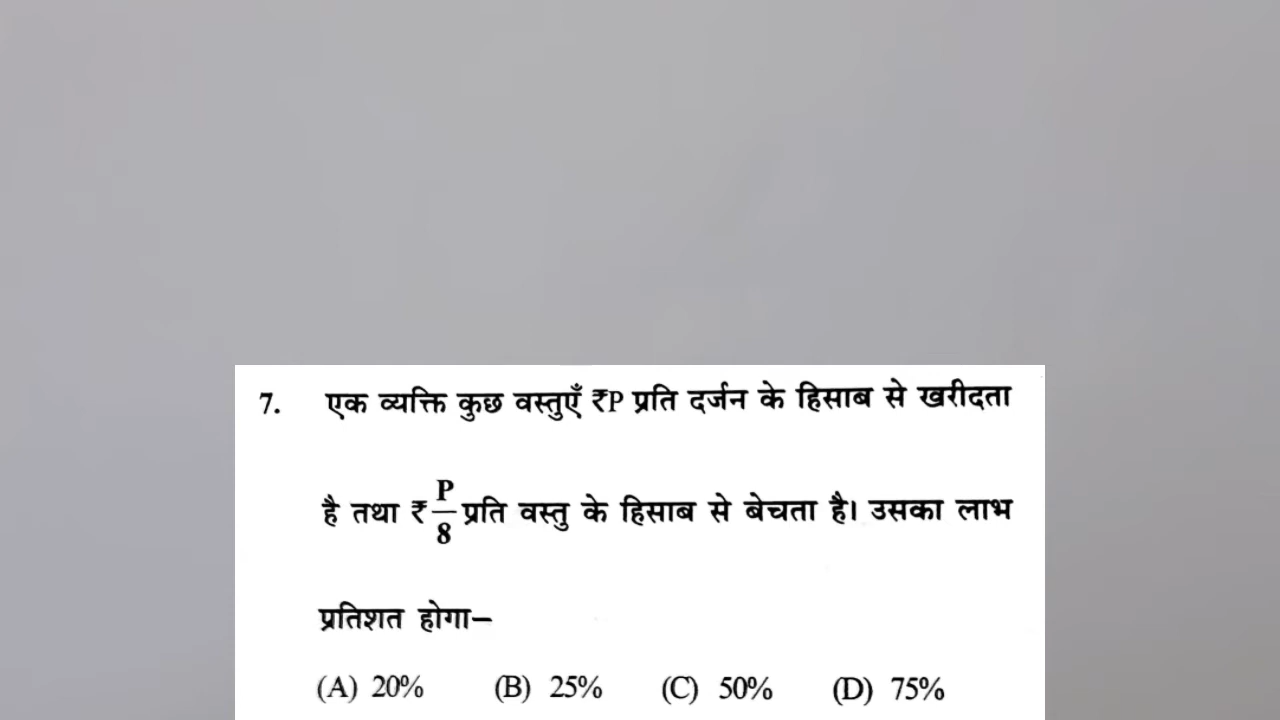 7. एक व्यक्ति कुछ वस्तुएँ ₹P प्रति दर्जन के हिसाब से खरीदता
है तथा ₹ P/8 प्रति वस्तु के हिसाब से बेचता है। उसका लाभ
प्रतिशत होगा–
(A) 20% (B) 25% (C) 50% (D) 75%